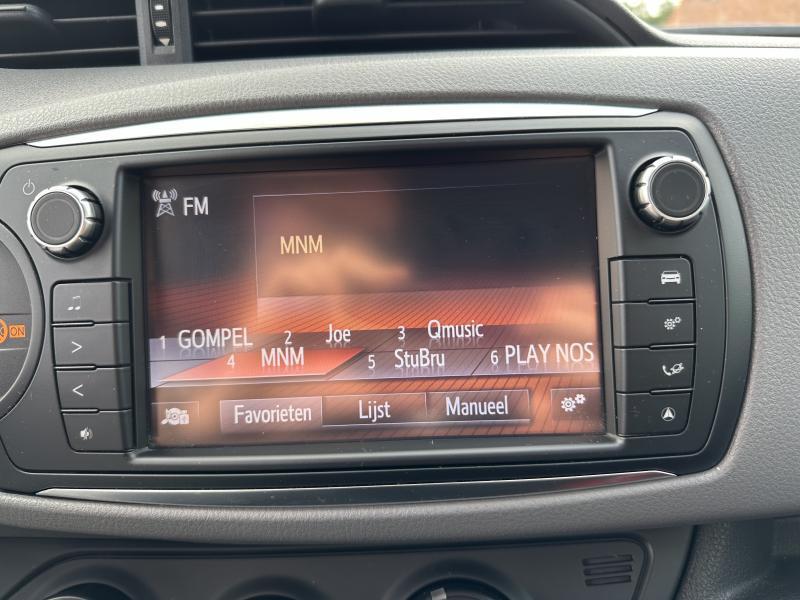 FM
MNM
1 GOMPEL 2 Joe 3 Qmusic
4 MNM 5 StuBru 6 PLAY NOS
Favorieten Lijst Manueel
ON